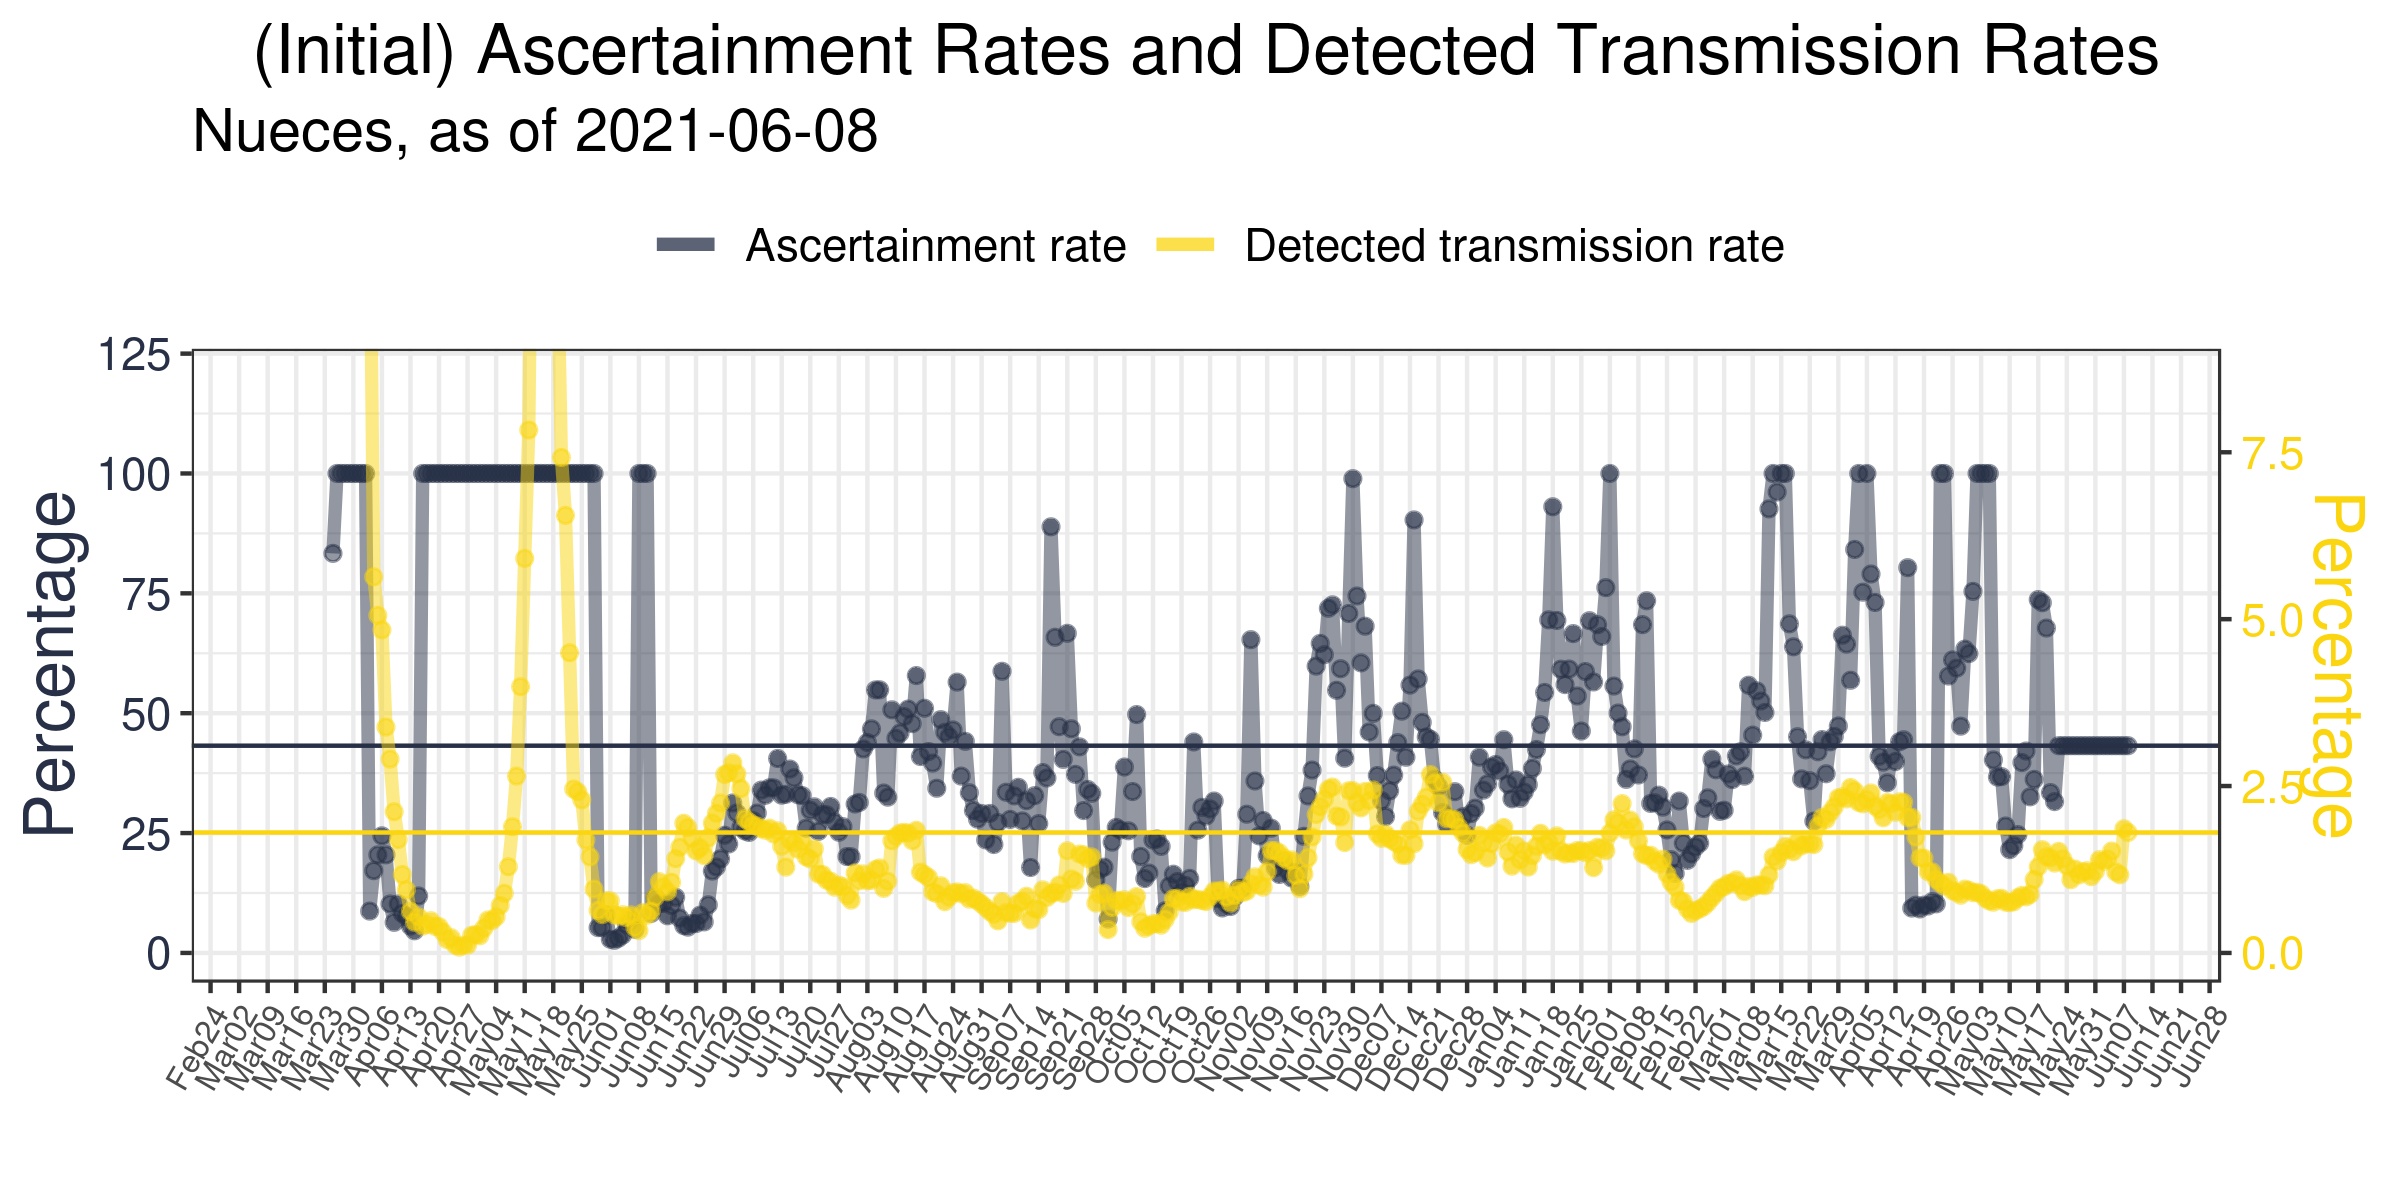 (Initial) Ascertainment Rates and Detected Transmission Rates
Nueces, as of 2021-06-08
Ascertainment rate
Detected transmission rate
Percentage
125
100
75
50
25
0
7.5
5.0
2.5
0.0
Percentage
Feb24
Mar02
Mar09
Mar16
Mar23
Mar30
Apr06
Apr13
Apr20
Apr27
May04
May11
May18
May25
Jun01
Jun08
Jun15
Jun22
Jun29
Jul06
Jul13
Jul20
Jul27
Aug03
Aug10
Aug17
Aug24
Aug31
Sep07
Sep14
Sep21
Sep28
Oct05
Oct12
Oct19
Oct26
Nov02
Nov09
Nov16
Nov23
Nov30
Dec07
Dec14
Dec21
Dec28
Jan04
Jan11
Jan18
Jan25
Feb01
Feb08
Feb15
Feb22
Mar01
Mar08
Mar15
Mar22
Mar29
Apr05
Apr12
Apr19
Apr26
May03
May10
May17
May24
May31
Jun07
Jun14
Jun21
Jun28